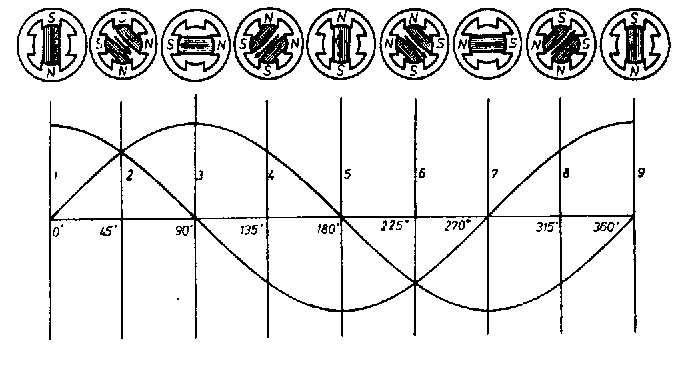 S S N N N S S
S N S N S N N S N S N S
N N S S S N N
1 2 3 4 5 6 7 8 9
0° 45° 90° 135° 180° 225° 270° 315° 360°